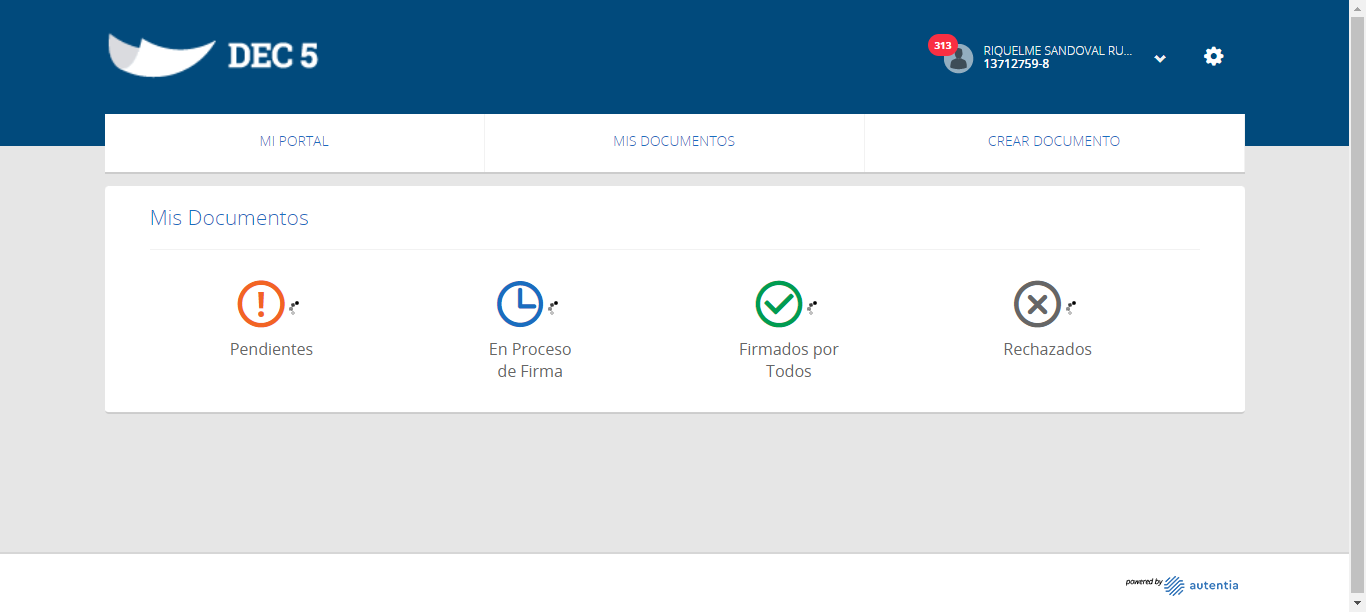 DEC 5
313
RIQUELME SANDOVAL RU...
13712759-8
MI PORTAL
MIS DOCUMENTOS
CREAR DOCUMENTO
Mis Documentos
Pendientes
En Proceso
de Firma
Firmados por
Todos
Rechazados
powered by autentia